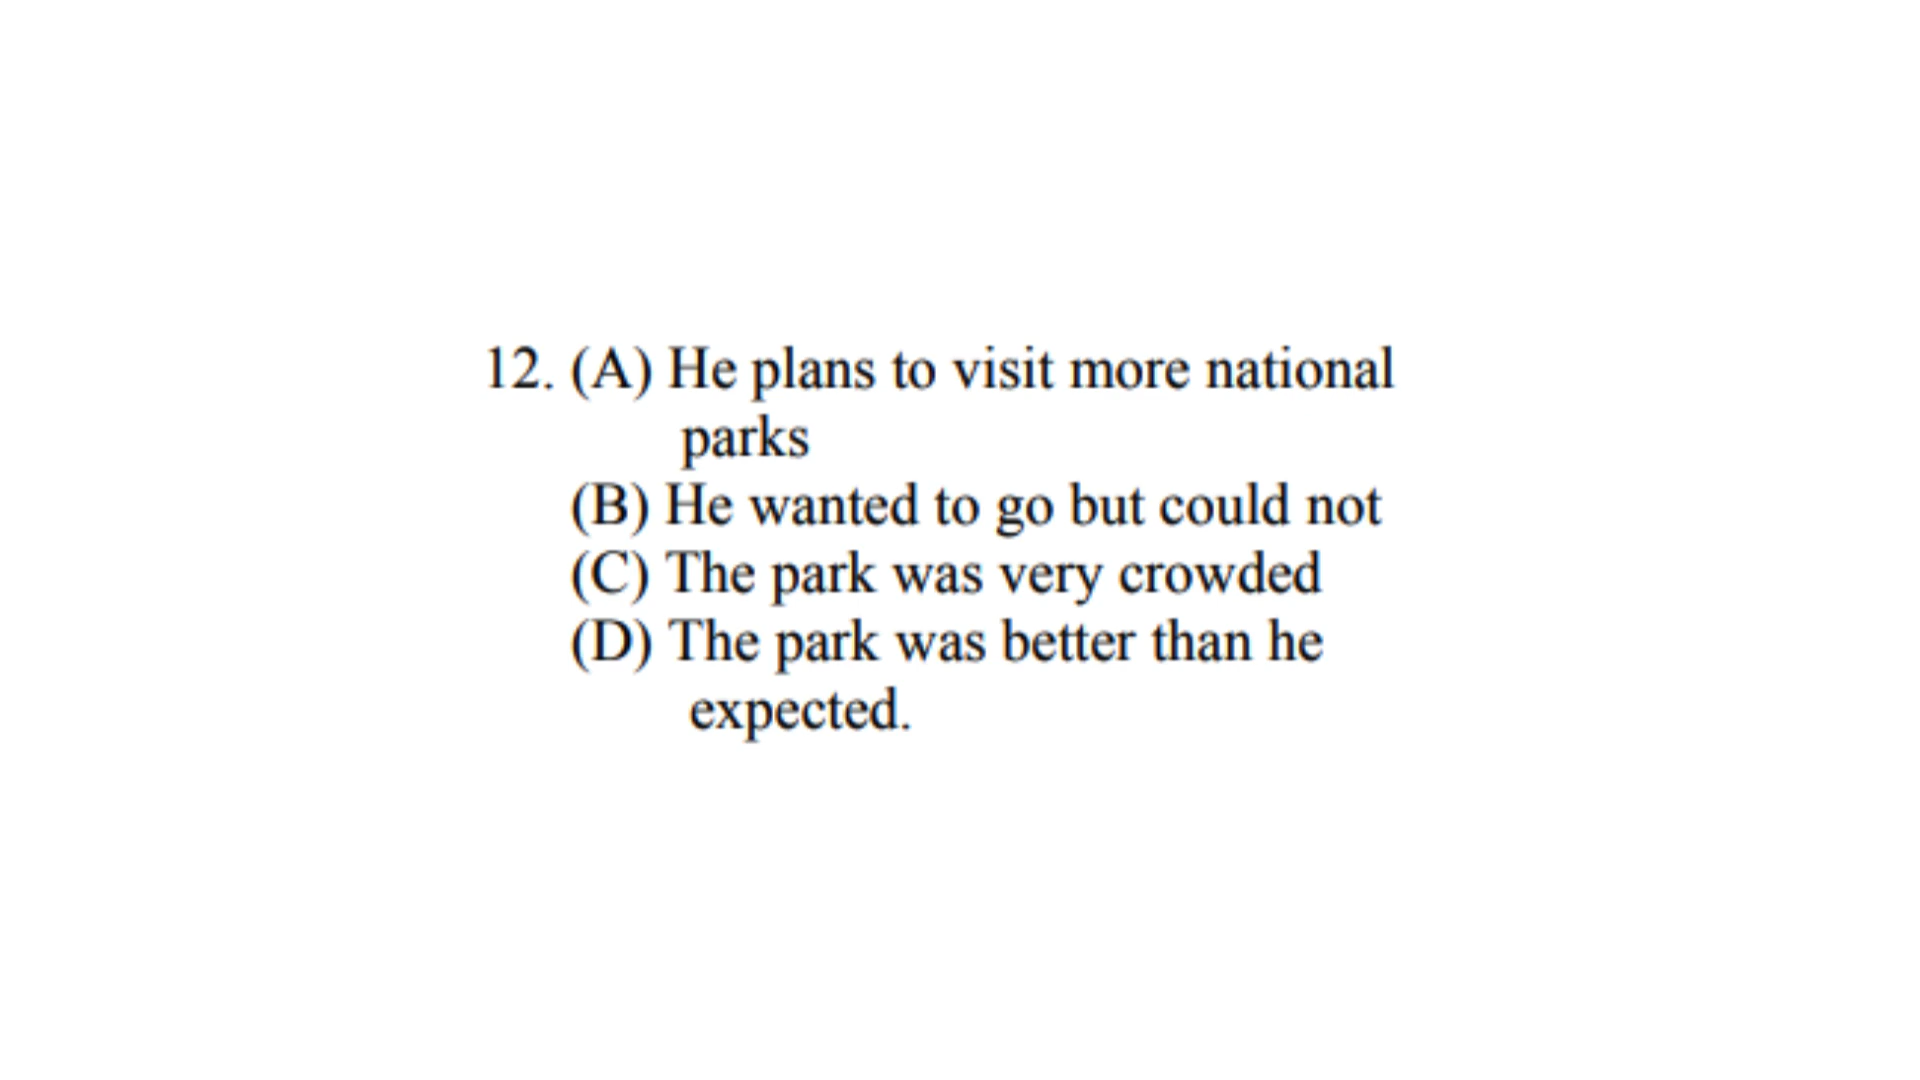 12. (A) He plans to visit more national
parks
(B) He wanted to go but could not
(C) The park was very crowded
(D) The park was better than he
expected.